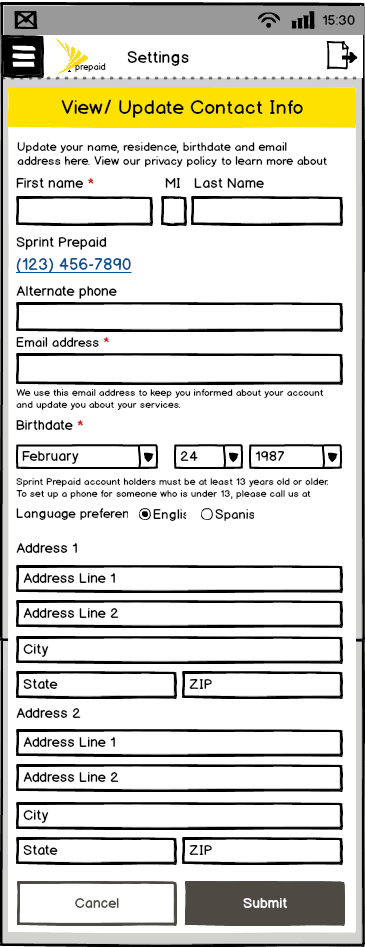 15:30
prepaid
Settings
View/ Update Contact Info
Update your name, residence, birthdate and email
address here. View our privacy policy to learn more about
First name * MI Last Name
Sprint Prepaid
(123) 456-7890
Alternate phone
Email address *
We use this email address to keep you informed about your account
and update you about your services.
Birthdate *
February 24 1987
Sprint Prepaid account holders must be at least 13 years old or older.
To set up a phone for someone who is under 13, please call us at
Language preferen Englis Spanis
Address 1
Address Line 1
Address Line 2
City
State ZIP
Address 2
Address Line 1
Address Line 2
City
State ZIP
Cancel Submit